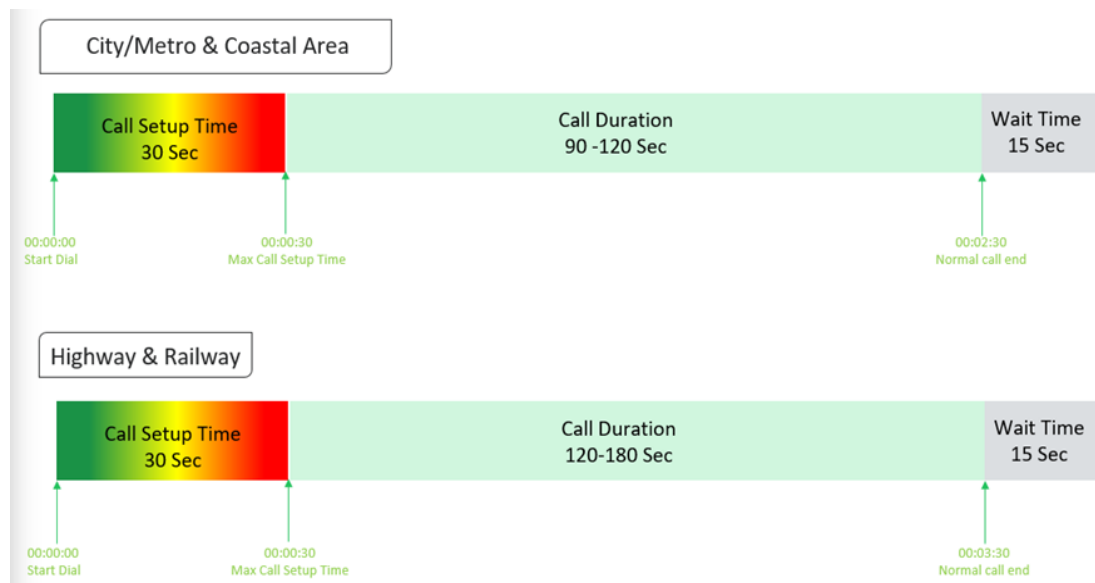 City/Metro & Coastal Area
Call Setup Time
30 Sec
Call Duration
90 -120 Sec
Wait Time
15 Sec
00:00:00
Start Dial
00:00:30
Max Call Setup Time
00:02:30
Normal call end
Highway & Railway
Call Setup Time
30 Sec
Call Duration
120-180 Sec
Wait Time
15 Sec
00:00:00
Start Dial
00:00:30
Max Call Setup Time
00:03:30
Normal call end